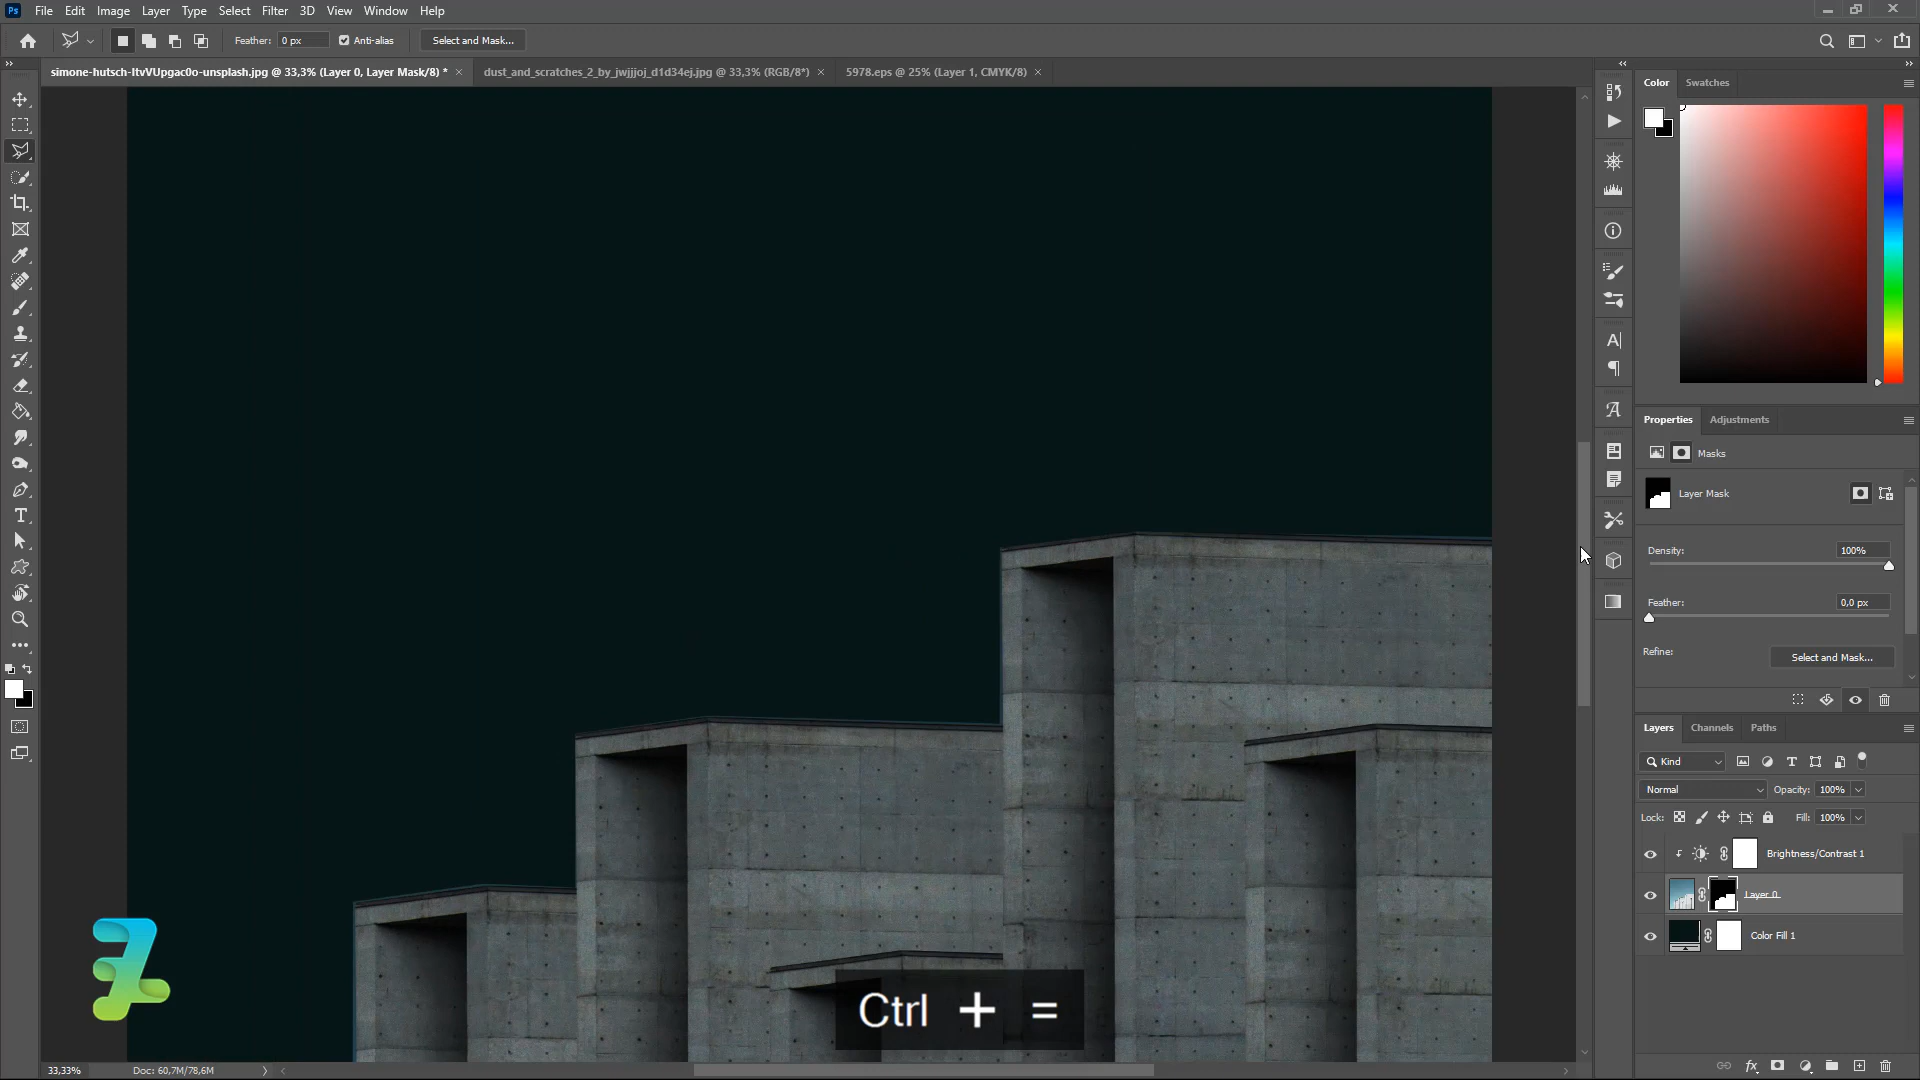 Ps File Edit Image Layer Type Select Filter 3D View Window Help
Feather: 0 px Anti-alias Select and Mask...
simone-hutsch-ItvVUpgac0o-unsplash.jpg @ 33,3% (Layer 0, Layer Mask/8) * dust_and_scratches_2_by_jwjjjoj_d1d34ej.jpg @ 33,3% (RGB/8*) 5978.eps @ 25% (Layer 1, CMYK/8)
Color Swatches
Properties Adjustments
Masks
Layer Mask
Density: 100%
Feather: 0,0 px
Refine: Select and Mask...
Layers Channels Paths
Kind
Normal Opacity: 100%
Lock: Fill: 100%
Brightness/Contrast 1
Layer 0
Color Fill 1
Ctrl + =
33,33% Doc: 60,7M/78,6M